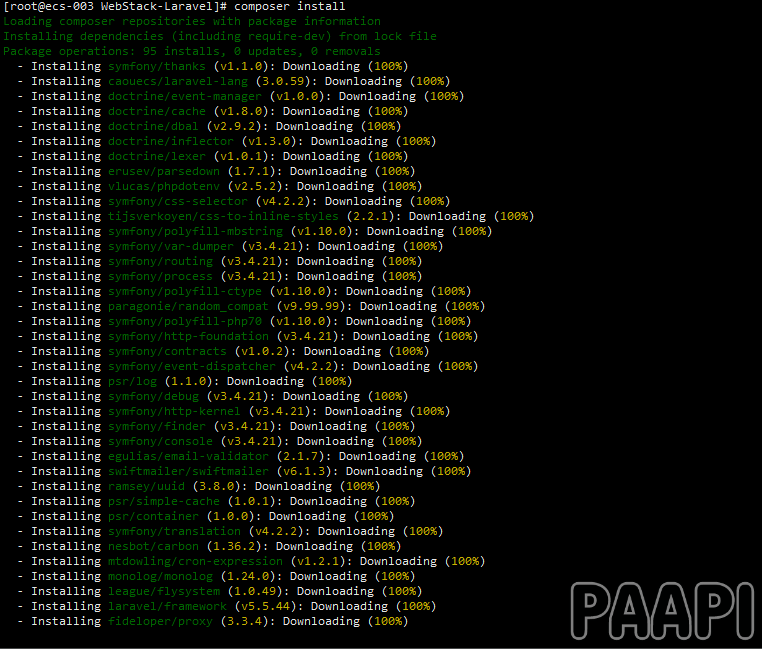 [root@ecs-003 WebStack-Laravel]# composer install
Loading composer repositories with package information
Installing dependencies (including require-dev) from lock file
Package operations: 95 installs, 0 updates, 0 removals
  - Installing symfony/thanks (v1.1.0): Downloading (100%)
  - Installing caouecs/laravel-lang (3.0.59): Downloading (100%)
  - Installing doctrine/event-manager (v1.0.0): Downloading (100%)
  - Installing doctrine/cache (v1.8.0): Downloading (100%)
  - Installing doctrine/dbal (v2.9.2): Downloading (100%)
  - Installing doctrine/inflector (v1.3.0): Downloading (100%)
  - Installing doctrine/lexer (v1.0.1): Downloading (100%)
  - Installing erusev/parsedown (1.7.1): Downloading (100%)
  - Installing vlucas/phpdotenv (v2.5.2): Downloading (100%)
  - Installing symfony/css-selector (v4.2.2): Downloading (100%)
  - Installing tijsverkoyen/css-to-inline-styles (2.2.1): Downloading (100%)
  - Installing symfony/polyfill-mbstring (v1.10.0): Downloading (100%)
  - Installing symfony/var-dumper (v3.4.21): Downloading (100%)
  - Installing symfony/routing (v3.4.21): Downloading (100%)
  - Installing symfony/process (v3.4.21): Downloading (100%)
  - Installing symfony/polyfill-ctype (v1.10.0): Downloading (100%)
  - Installing paragonie/random_compat (v9.99.99): Downloading (100%)
  - Installing symfony/polyfill-php70 (v1.10.0): Downloading (100%)
  - Installing symfony/http-foundation (v3.4.21): Downloading (100%)
  - Installing symfony/contracts (v1.0.2): Downloading (100%)
  - Installing symfony/event-dispatcher (v4.2.2): Downloading (100%)
  - Installing psr/log (1.1.0): Downloading (100%)
  - Installing symfony/debug (v3.4.21): Downloading (100%)
  - Installing symfony/http-kernel (v3.4.21): Downloading (100%)
  - Installing symfony/finder (v3.4.21): Downloading (100%)
  - Installing symfony/console (v3.4.21): Downloading (100%)
  - Installing egulias/email-validator (2.1.7): Downloading (100%)
  - Installing swiftmailer/swiftmailer (v6.1.3): Downloading (100%)
  - Installing ramsey/uuid (3.8.0): Downloading (100%)
  - Installing psr/simple-cache (1.0.1): Downloading (100%)
  - Installing psr/container (1.0.0): Downloading (100%)
  - Installing symfony/translation (v4.2.2): Downloading (100%)
  - Installing nesbot/carbon (1.36.2): Downloading (100%)
  - Installing mtdowling/cron-expression (v1.2.1): Downloading (100%)
  - Installing monolog/monolog (1.24.0): Downloading (100%)
  - Installing league/flysystem (1.0.49): Downloading (100%)
  - Installing laravel/framework (v5.5.44): Downloading (100%)
  - Installing fideloper/proxy (3.3.4): Downloading (100%)
PAAPI